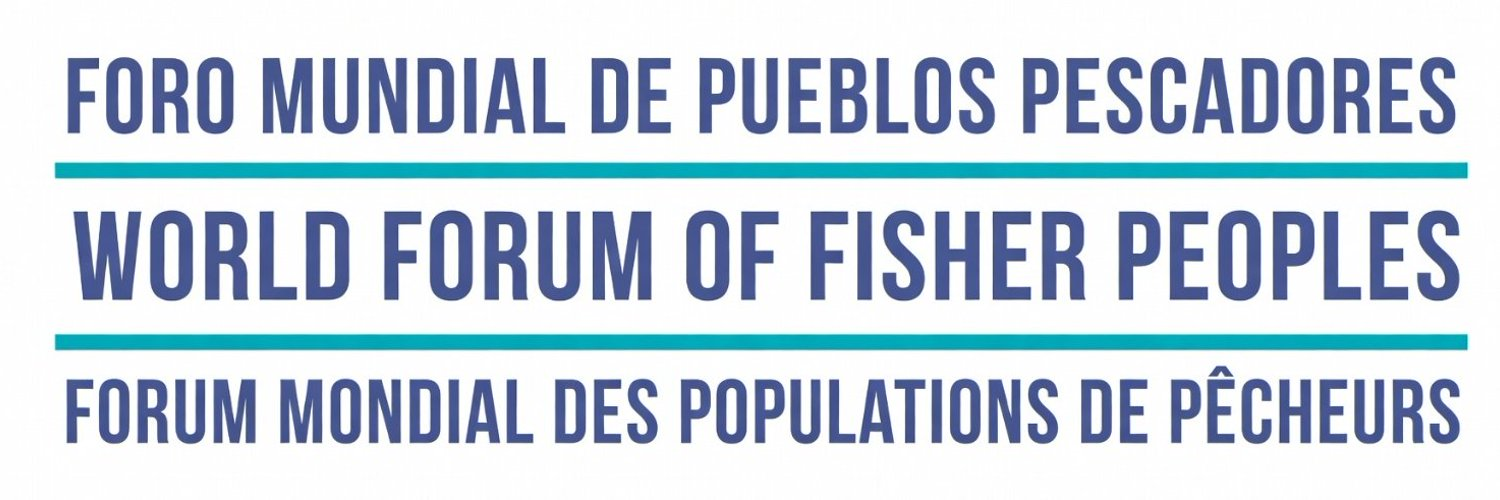 FORO MUNDIAL DE PUEBLOS PESCADORES
WORLD FORUM OF FISHER PEOPLES
FORUM MONDIAL DES POPULATIONS DE PÊCHEURS